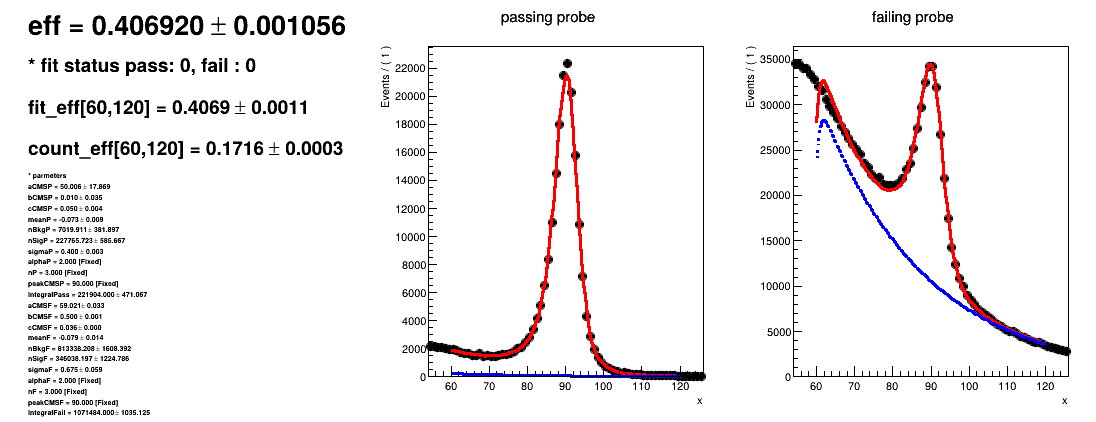 eff = 0.406920 ± 0.001056
* fit status pass: 0, fail : 0
fit_eff[60,120] = 0.4069 ± 0.0011
count_eff[60,120] = 0.1716 ± 0.0003
* parmeters
aCMSP = 50.006 ± 17.869
bCMSP = 0.010 ± 0.035
cCMSP = 0.050 ± 0.004
meanP = -0.073 ± 0.009
nBkgP = 7019.911 ± 381.897
nSigP = 227765.723 ± 585.667
sigmaP = 0.400 ± 0.003
alphaP = 2.000 [Fixed]
nP = 3.000 [Fixed]
peakCMSP = 90.000 [Fixed]
integralPass = 221904.000 ± 471.067
aCMSF = 59.021 ± 0.033
bCMSF = 0.500 ± 0.001
cCMSF = 0.036 ± 0.000
meanF = -0.079 ± 0.014
nBkgF = 813338.208 ± 1608.392
nSigF = 346038.197 ± 1224.786
sigmaF = 0.675 ± 0.059
alphaF = 2.000 [Fixed]
nF = 3.000 [Fixed]
peakCMSF = 90.000 [Fixed]
integralFail = 1071484.000 ± 1035.125
passing probe
Events / ( 1 )
22000
20000
18000
16000
14000
12000
10000
8000
6000
4000
2000
0
60 70 80 90 100 110 120
x
failing probe
Events / ( 1 )
35000
30000
25000
20000
15000
10000
5000
0
60 70 80 90 100 110 120
x